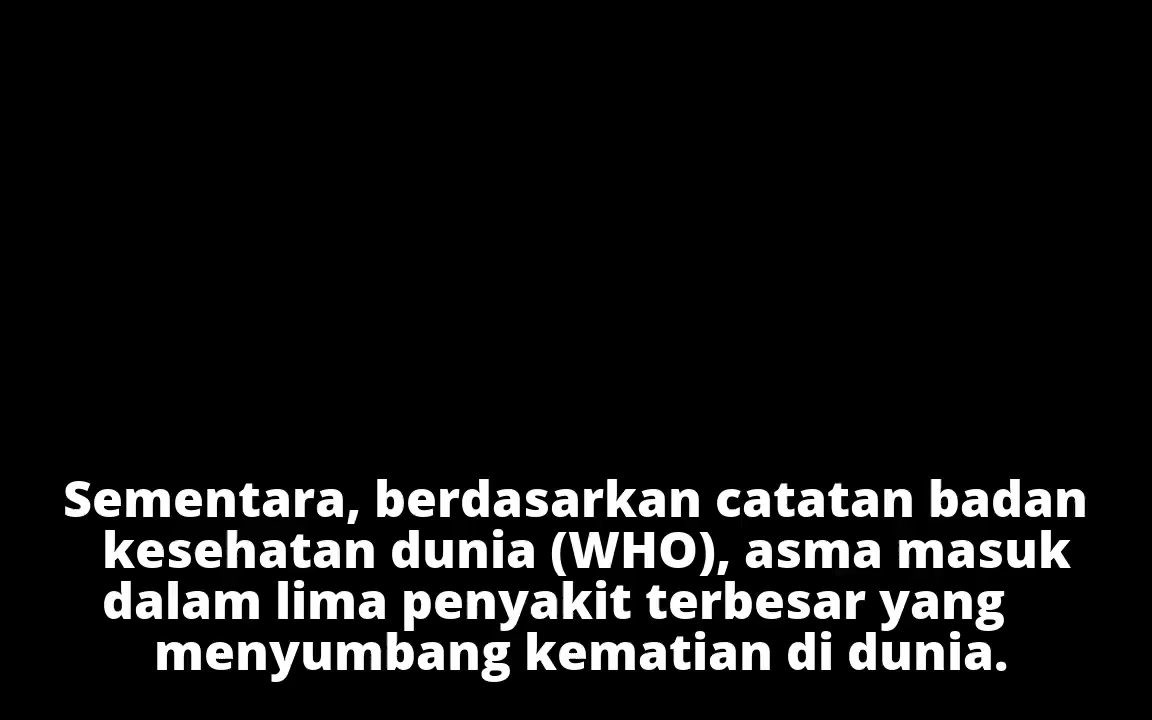 Sementara, berdasarkan catatan badan
kesehatan dunia (WHO), asma masuk
dalam lima penyakit terbesar yang
menyumbang kematian di dunia.